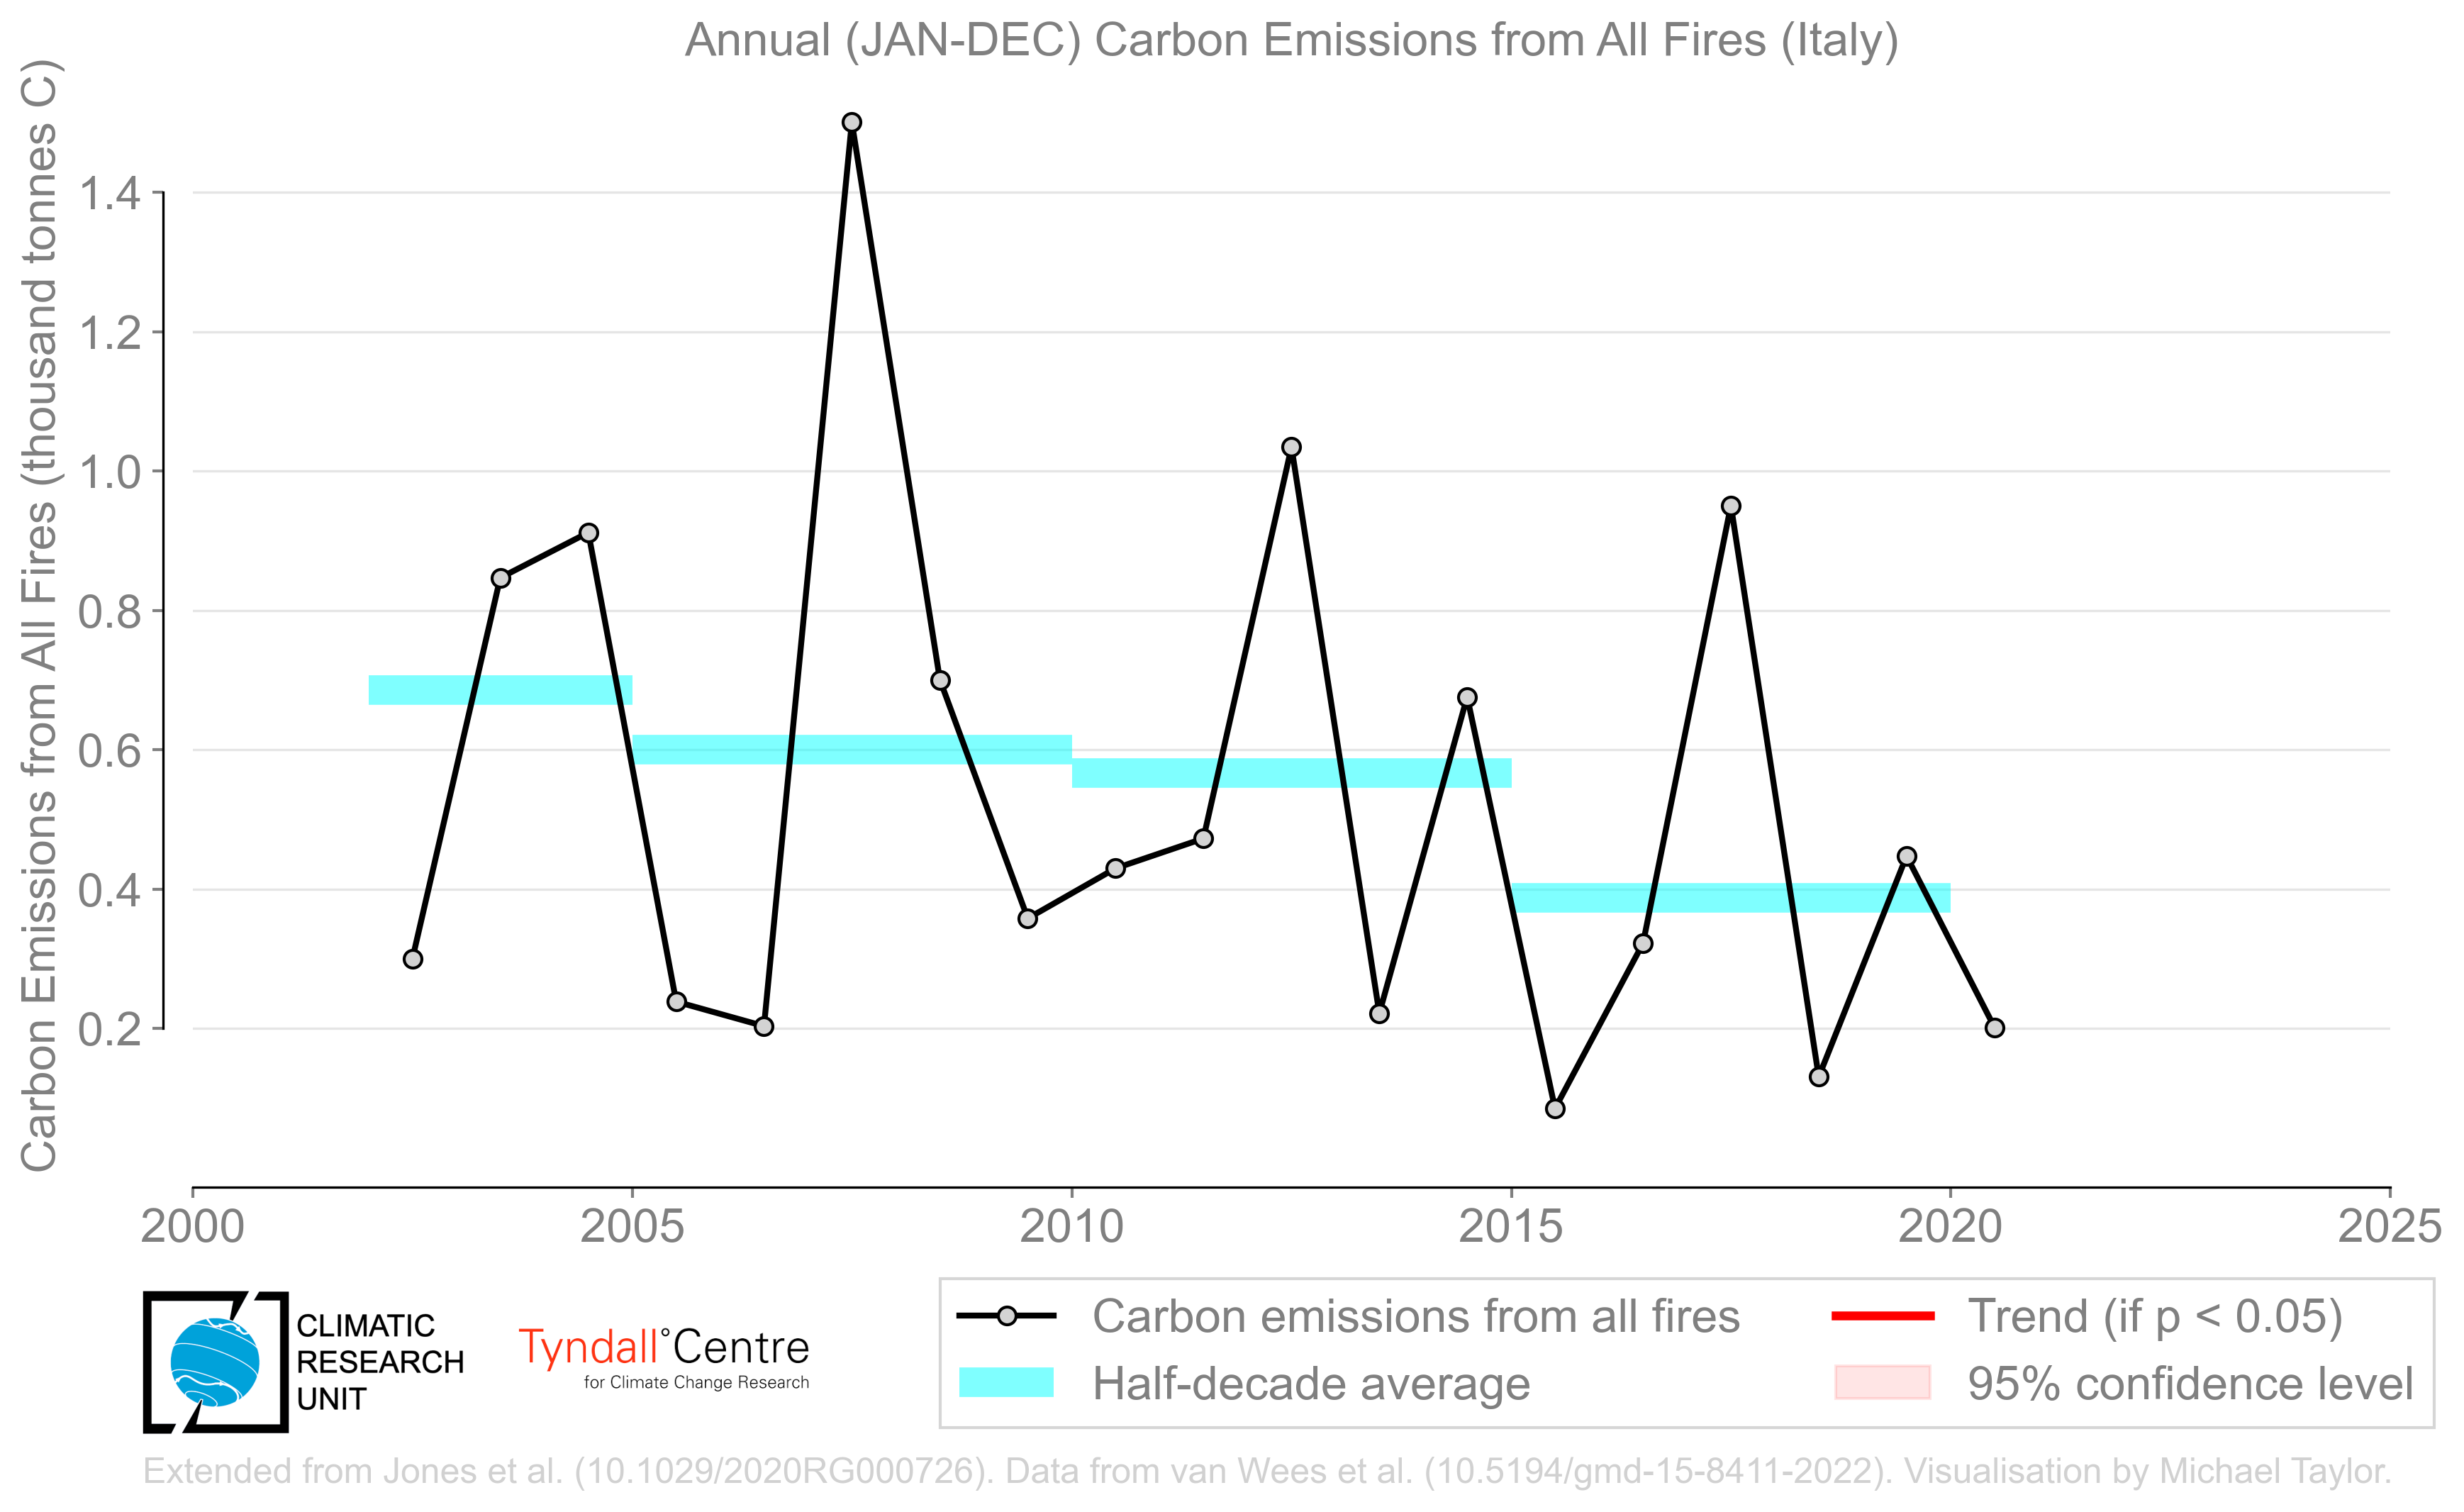 Annual (JAN-DEC) Carbon Emissions from All Fires (Italy)
Carbon Emissions from All Fires (thousand tonnes C)
1.4
1.2
1.0
0.8
0.6
0.4
0.2
2000 2005 2010 2015 2020 2025
CLIMATIC
RESEARCH
UNIT
Tyndall°Centre
for Climate Change Research
Carbon emissions from all fires
Half-decade average
Trend (if p < 0.05)
95% confidence level
Extended from Jones et al. (10.1029/2020RG000726). Data from van Wees et al. (10.5194/gmd-15-8411-2022). Visualisation by Michael Taylor.